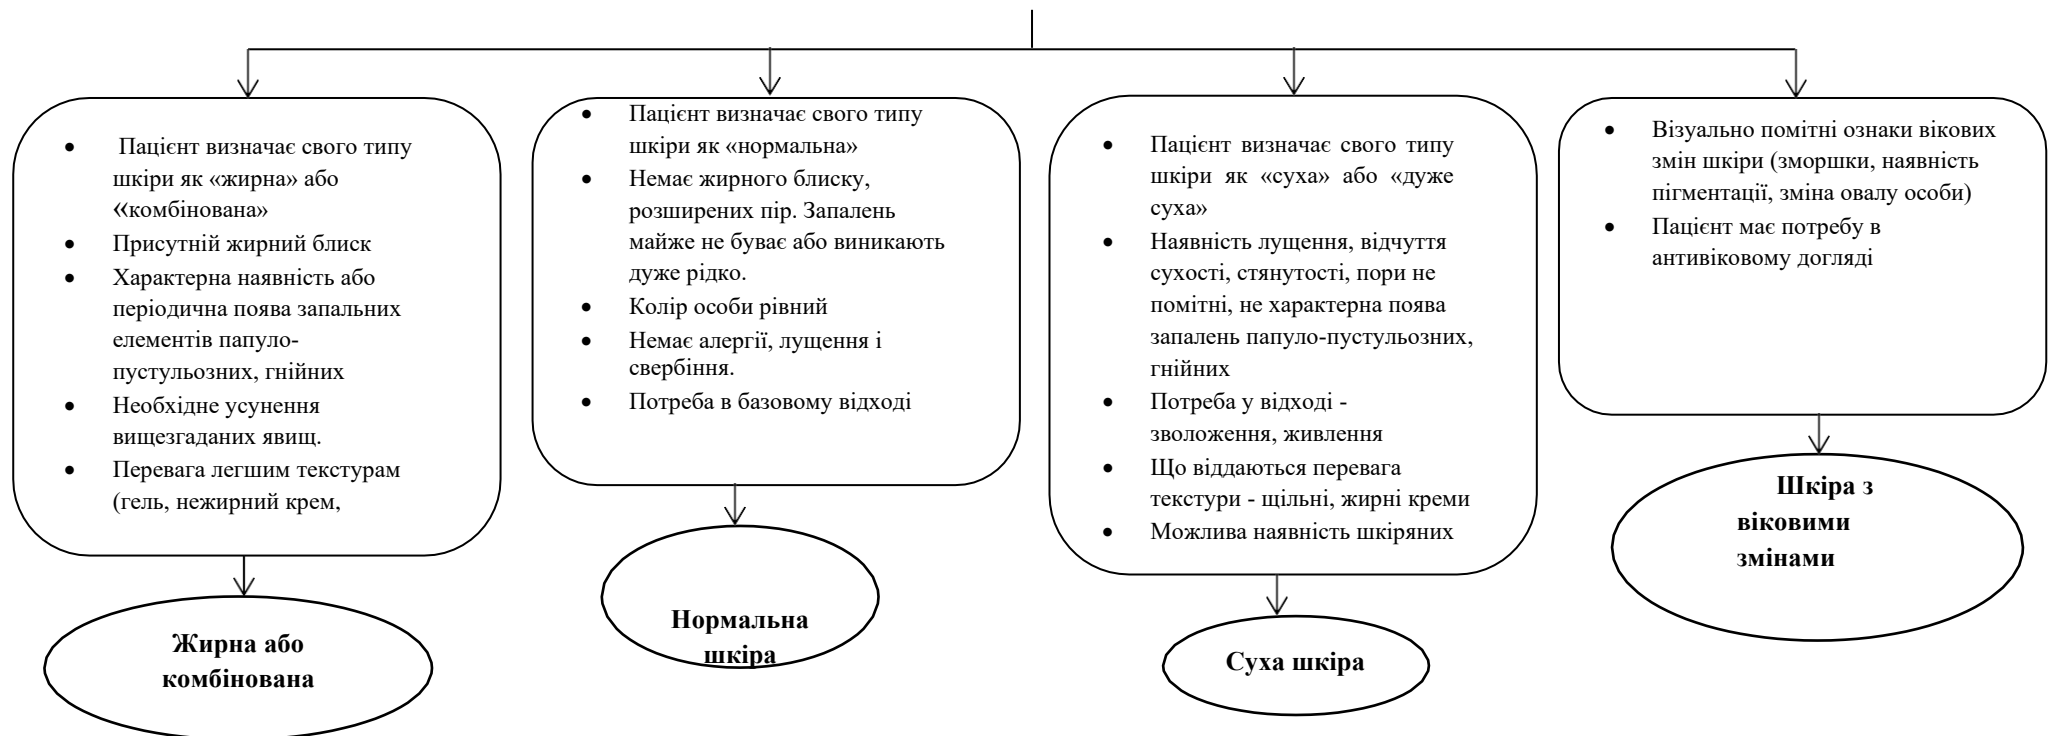 • Пацієнт визначає свого типу
шкіри як «жирна» або
«комбінована»
• Присутній жирний блиск
• Характерна наявність або
періодична поява запальних
елементів папуло-
пустульозних, гнійних
• Необхідне усунення
вищезгаданих явищ.
• Перевага легшим текстурам
(гель, нежирний крем,
Жирна або
комбінована
• Пацієнт визначає свого типу
шкіри як «нормальна»
• Немає жирного блиску,
розширених пір. Запалень
майже не буває або виникають
дуже рідко.
• Колір особи рівний
• Немає алергії, лущення і
свербіння.
• Потреба в базовому відході
Нормальна
шкіра
• Пацієнт визначає свого типу
шкіри як «суха» або «дуже
суха»
• Наявність лущення, відчуття
сухості, стянутості, пори не
помітні, не характерна поява
запалень папуло-пустульозних,
гнійних
• Потреба у відході -
зволоження, живлення
• Що віддаються перевага
текстури - щільні, жирні креми
• Можлива наявність шкіряних
Суха шкіра
• Візуально помітні ознаки вікових
змін шкіри (зморшки, наявність
пігментації, зміна овалу особи)
• Пацієнт має потребу в
антивіковому догляді
Шкіра з
віковими
змінами